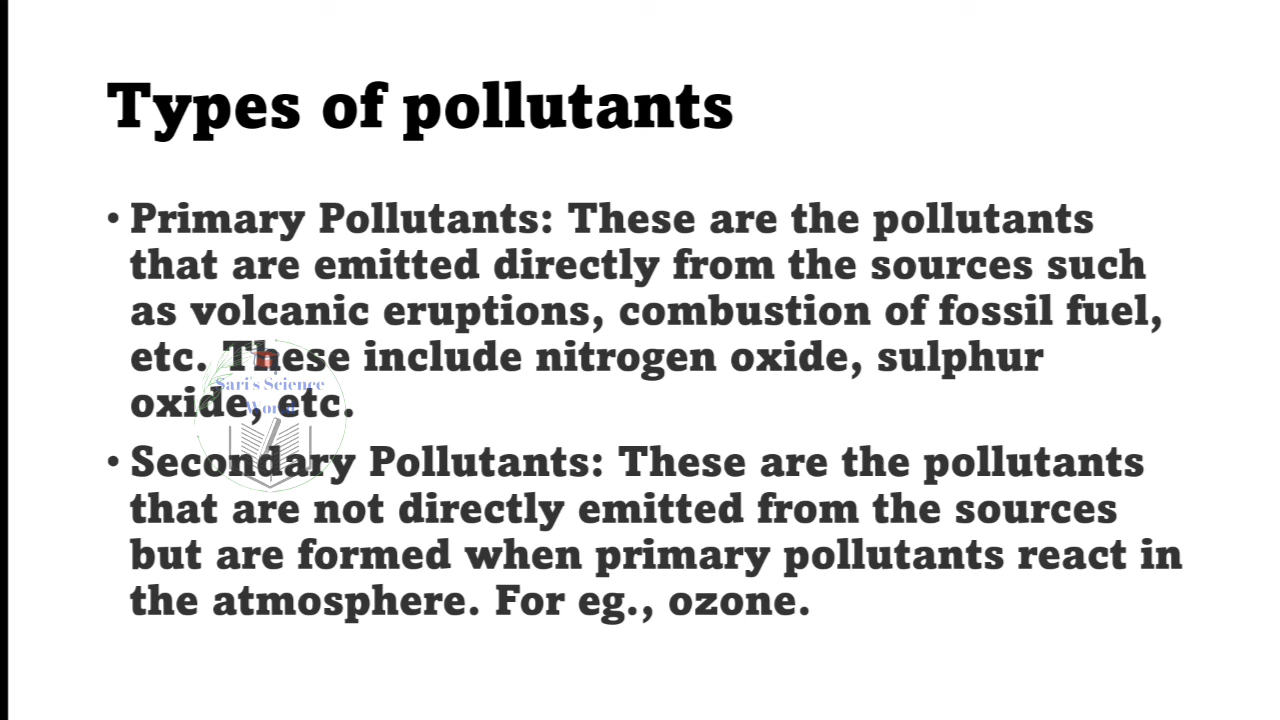 Types of pollutants
• Primary Pollutants: These are the pollutants
that are emitted directly from the sources such
as volcanic eruptions, combustion of fossil fuel,
etc. These include nitrogen oxide, sulphur
Sari's Science
oxide, etc.
World
• Secondary Pollutants: These are the pollutants
that are not directly emitted from the sources
but are formed when primary pollutants react in
the atmosphere. For eg., ozone.